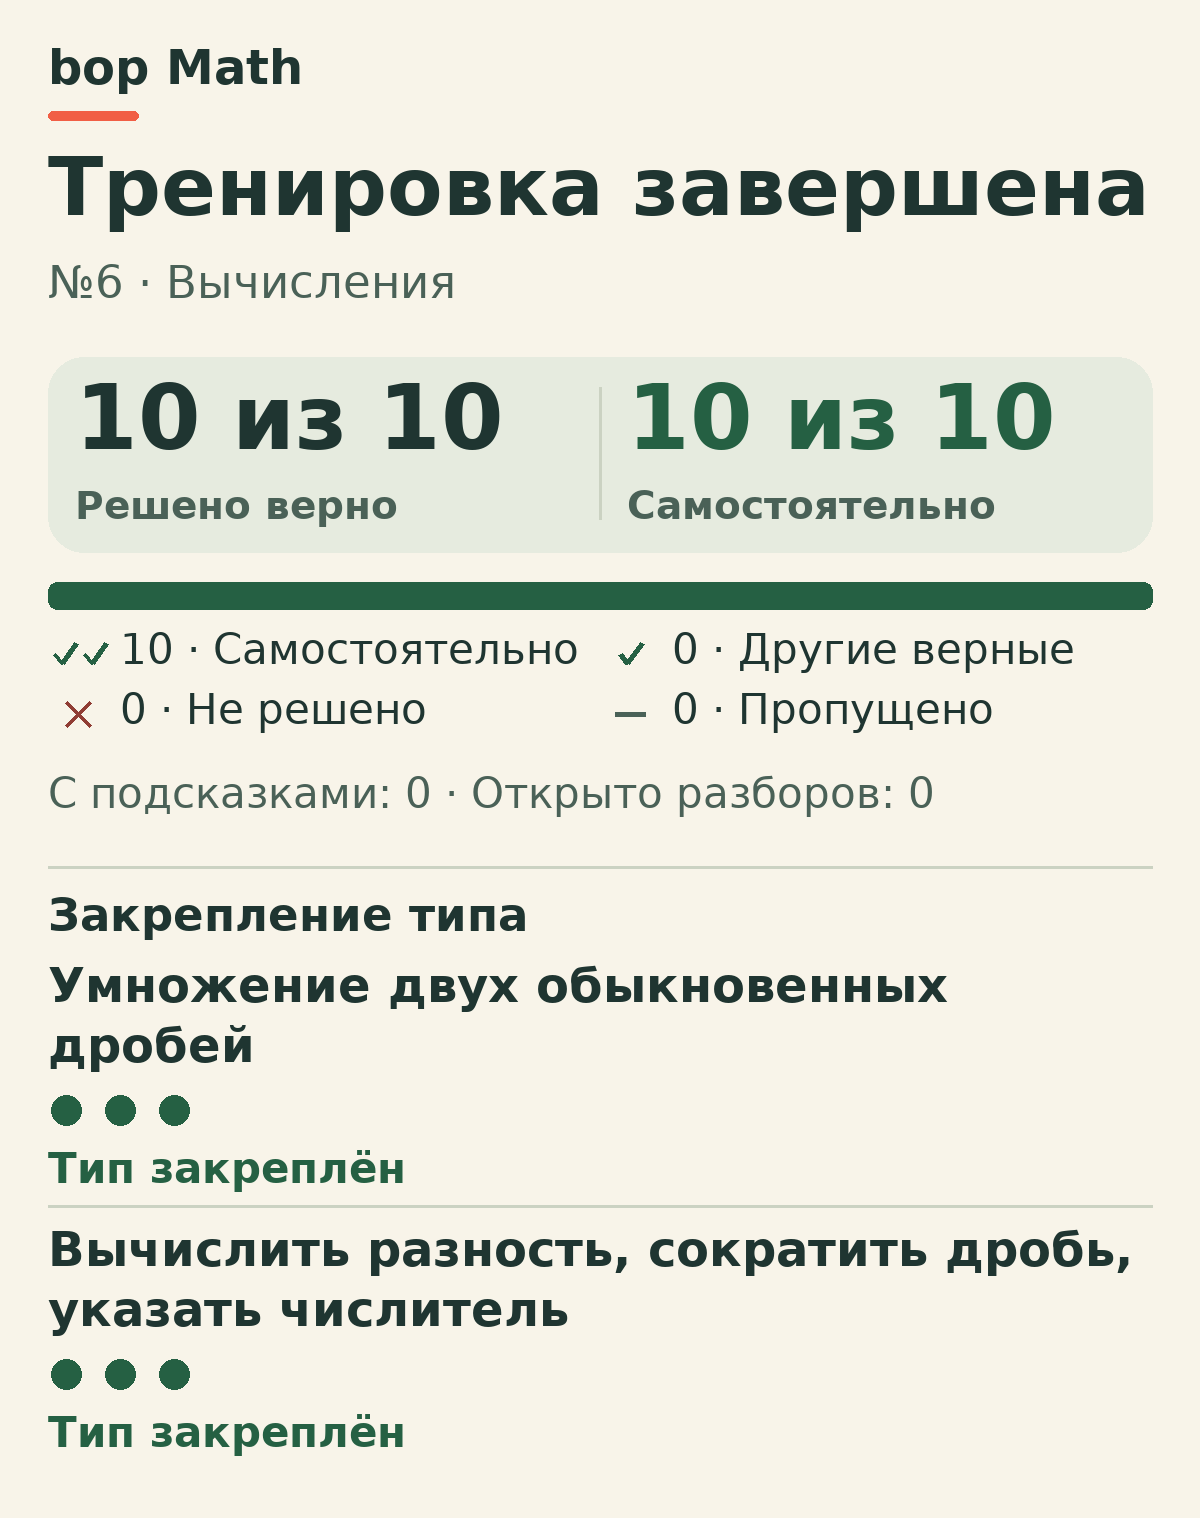 bop Math
Тренировка завершена
№6 · Вычисления
10 из 10
Решено верно
10 из 10
Самостоятельно
10 · Самостоятельно
0 · Другие верные
0 · Не решено
0 · Пропущено
С подсказками: 0 · Открыто разборов: 0
Закрепление типа
Умножение двух обыкновенных
дробей
Тип закреплён
Вычислить разность, сократить дробь,
указать числитель
Тип закреплён